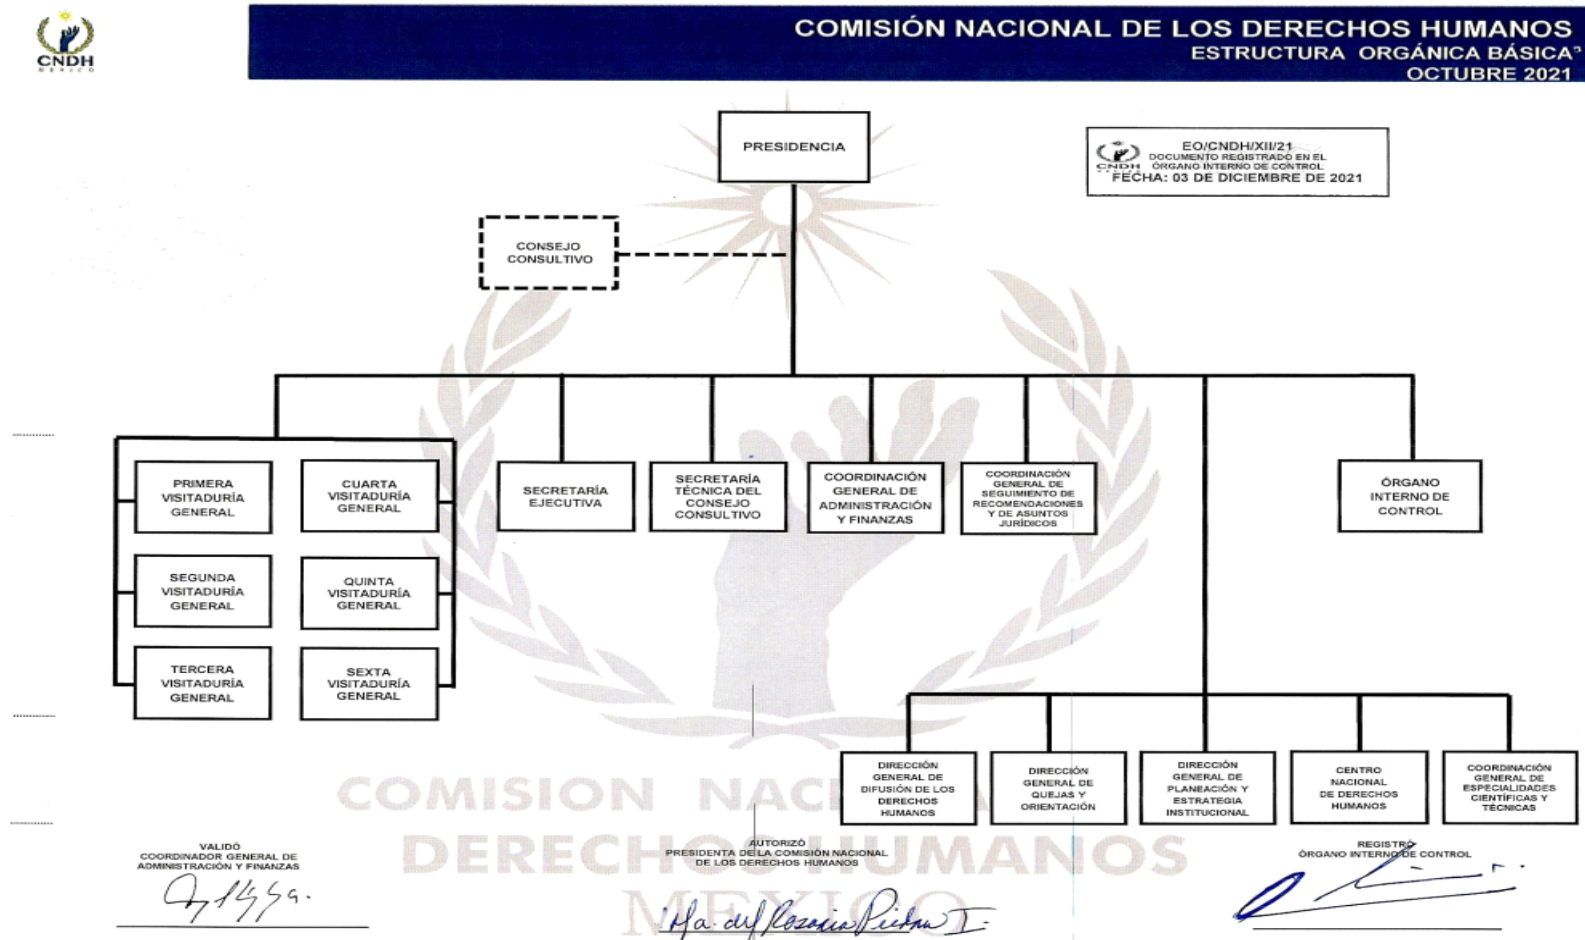 CNDH
MÉXICO
COMISIÓN NACIONAL DE LOS DERECHOS HUMANOS
ESTRUCTURA ORGÁNICA BÁSICA³
OCTUBRE 2021
PRESIDENCIA
EO/CNDH/XII/21
DOCUMENTO REGISTRADO EN EL
ÓRGANO INTERNO DE CONTROL
CNDH
FECHA: 03 DE DICIEMBRE DE 2021
CONSEJO
CONSULTIVO
PRIMERA
VISITADURÍA
GENERAL
CUARTA
VISITADURÍA
GENERAL
SECRETARÍA
EJECUTIVA
SECRETARÍA
TÉCNICA DEL
CONSEJO
CONSULTIVO
COORDINACIÓN
GENERAL DE
ADMINISTRACIÓN
Y FINANZAS
COORDINACIÓN
GENERAL DE
SEGUIMIENTO DE
RECOMENDACIONES
Y DE ASUNTOS
JURÍDICOS
ÓRGANO
INTERNO DE
CONTROL
SEGUNDA
VISITADURÍA
GENERAL
QUINTA
VISITADURÍA
GENERAL
TERCERA
VISITADURÍA
GENERAL
SEXTA
VISITADURÍA
GENERAL
DIRECCIÓN
GENERAL DE
DIFUSIÓN DE LOS
DERECHOS
HUMANOS
DIRECCIÓN
GENERAL DE
QUEJAS Y
ORIENTACIÓN
DIRECCIÓN
GENERAL DE
PLANEACIÓN Y
ESTRATEGIA
INSTITUCIONAL
CENTRO
NACIONAL
DE DERECHOS
HUMANOS
COORDINACIÓN
GENERAL DE
ESPECIALIDADES
CIENTÍFICAS Y
TÉCNICAS
COMISION NAC
DERECHOS HUMANOS
MEXICO
VALIDÓ
COORDINADOR GENERAL DE
ADMINISTRACIÓN Y FINANZAS
AUTORIZÓ
PRESIDENTA DE LA COMISIÓN NACIONAL
DE LOS DERECHOS HUMANOS
Ma. del Rosario Piedra I.
REGISTRÓ
ÓRGANO INTERNO DE CONTROL